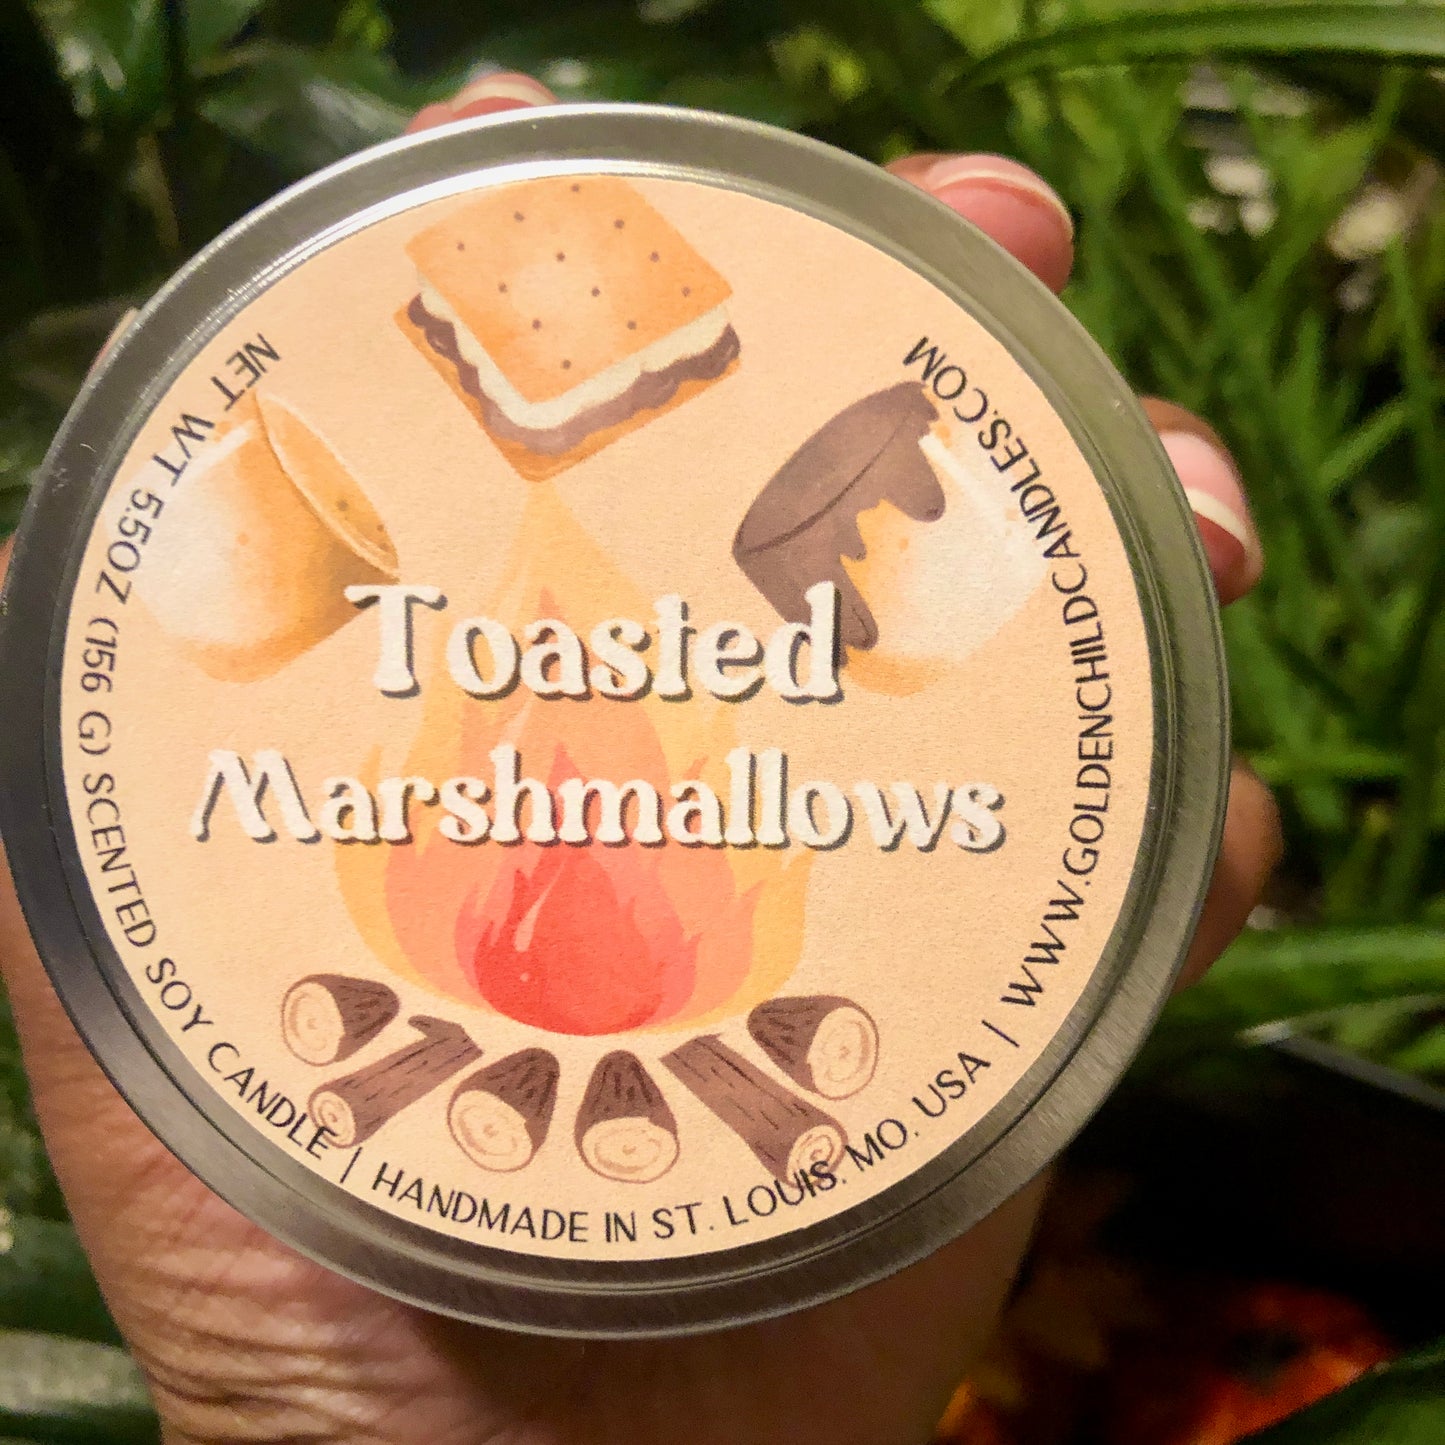 Toasted
Marshmallows
NET WT 5.5OZ (156 G) SCENTED SOY CANDLE | HANDMADE IN ST. LOUIS. MO. USA | WWW.GOLDENCHILDCANDLES.COM